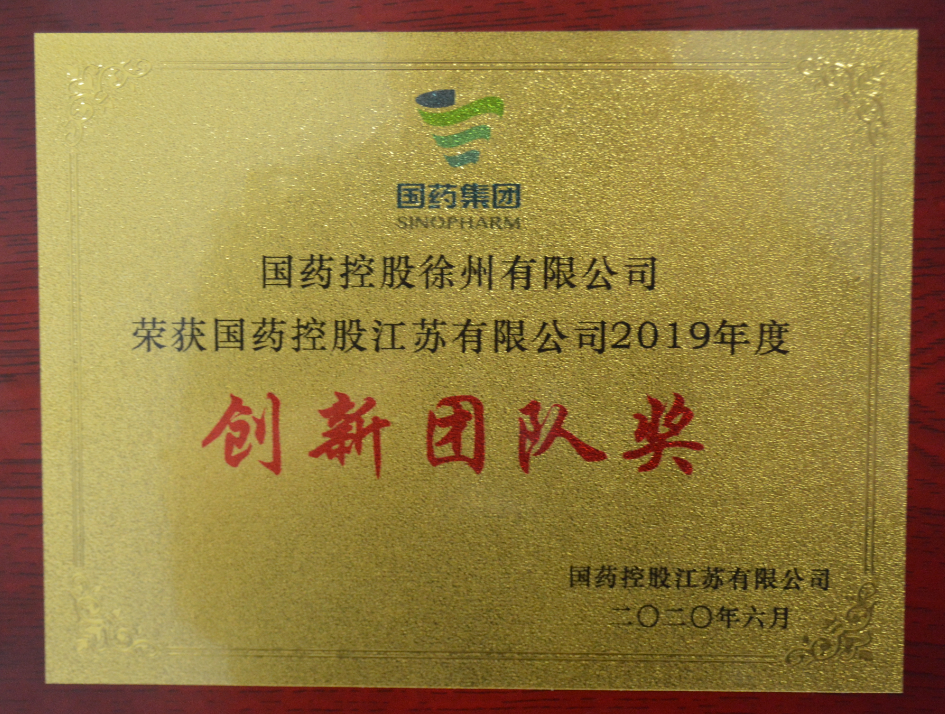 国药集团
SINOPHARM
国药控股徐州有限公司
荣获国药控股江苏有限公司2019年度
创新团队奖
国药控股江苏有限公司
二〇二〇年六月